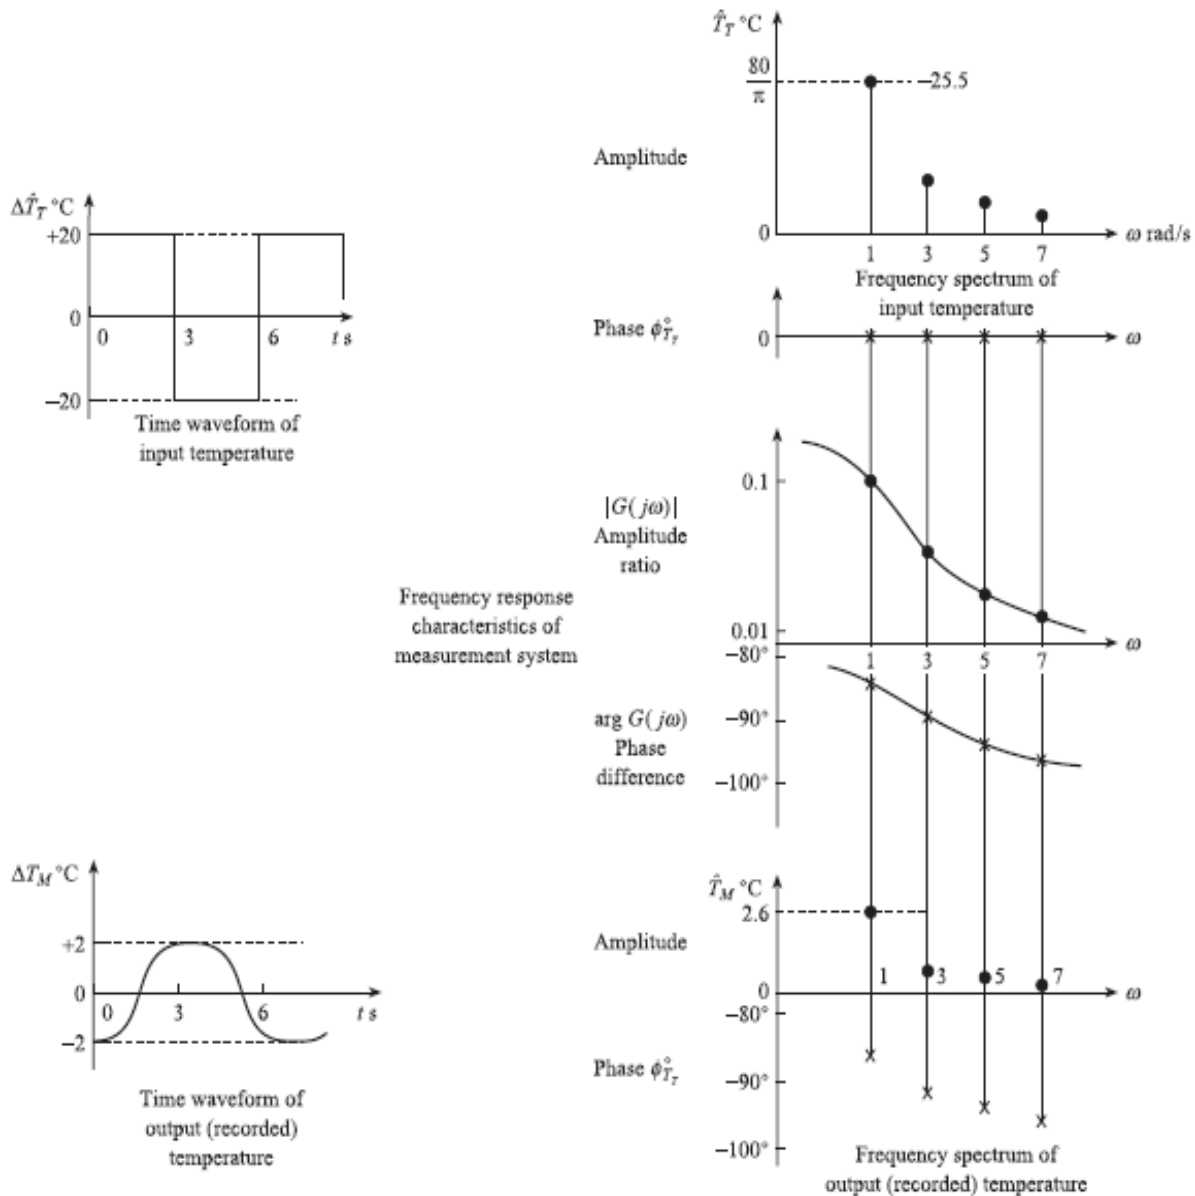 T̂_T °C
80
π
25.5
Amplitude
0
1 3 5 7
ω rad/s
Frequency spectrum of
input temperature
ΔT̂_T °C
+20
0
0 3 6 t s
−20
Time waveform of
input temperature
Phase ϕ°_{T_T}
0
ω
0.1
|G(jω)|
Amplitude
ratio
0.01
ω
1 3 5 7
Frequency response
characteristics of
measurement system
−80°
arg G(jω)
Phase
difference
−90°
−100°
ΔT_M °C
+2
0
0 3 6 t s
−2
Time waveform of
output (recorded)
temperature
T̂_M °C
2.6
Amplitude
1 3 5 7
0
ω
−80°
Phase ϕ°_{T_T}
−90°
−100°
Frequency spectrum of
output (recorded) temperature